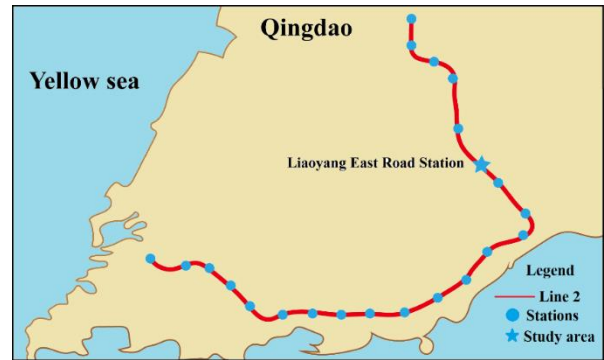 Qingdao
Yellow sea
Liaoyang East Road Station
Legend
Line 2
Stations
Study area